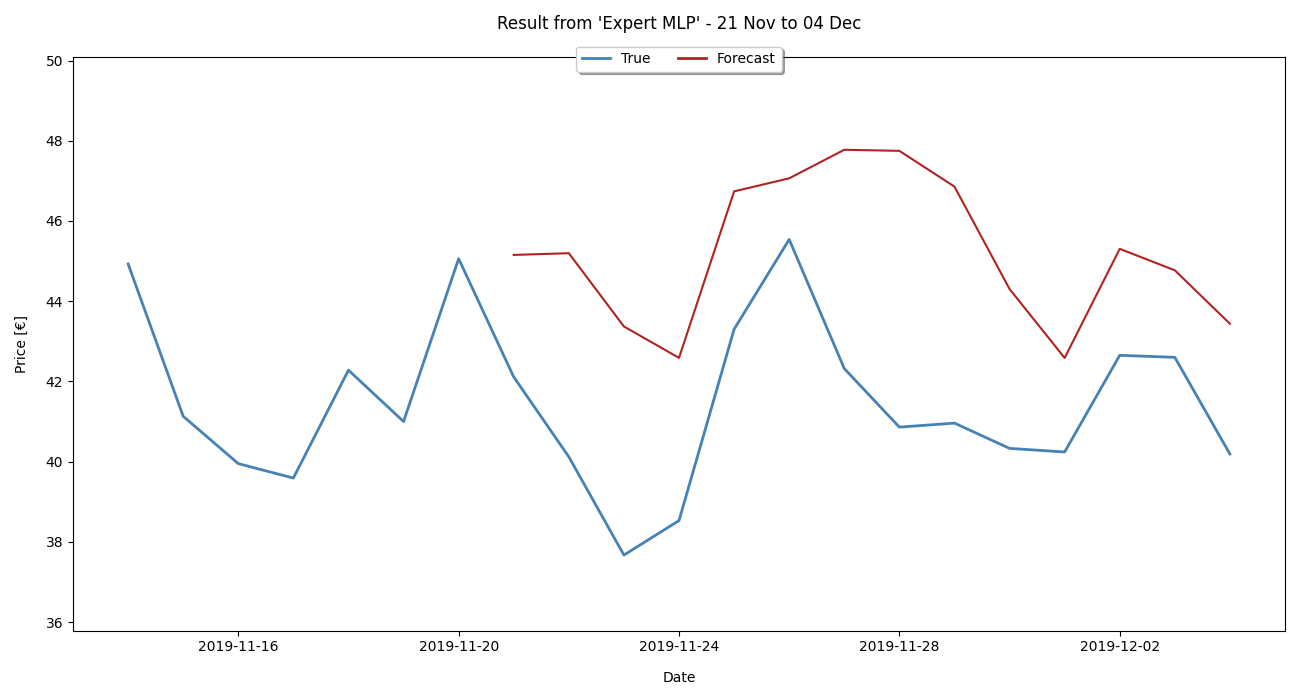 Result from 'Expert MLP' - 21 Nov to 04 Dec
True Forecast
50
48
46
44
42
40
38
36
Price [€]
2019-11-16 2019-11-20 2019-11-24 2019-11-28 2019-12-02
Date